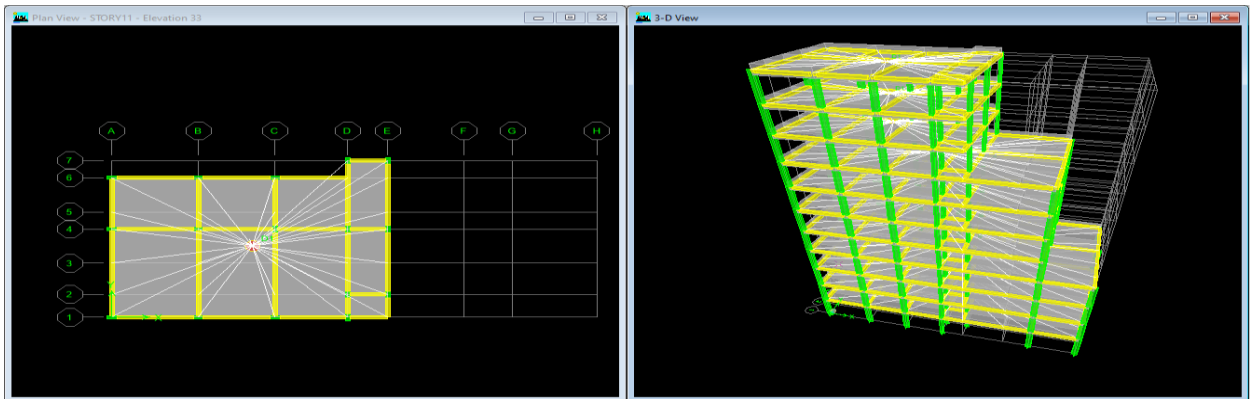 Plan View - STORY11 - Elevation 33
3-D View
A B C D E F G H
7
6
5
4
3
2
1
X
X